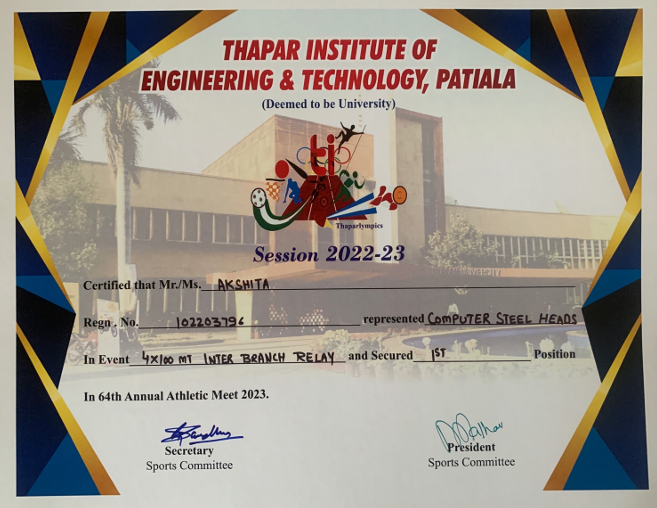 THAPAR INSTITUTE OF
ENGINEERING & TECHNOLOGY, PATIALA
(Deemed to be University)
ti
Thaparlympics
Session 2022-23
Certified that Mr./Ms. AKSHITA
Regn . No. 102203796 represented COMPUTER STEEL HEADS
In Event 4X100 MT INTER BRANCH RELAY and Secured 1ST Position
In 64th Annual Athletic Meet 2023.
Secretary
Sports Committee
President
Sports Committee